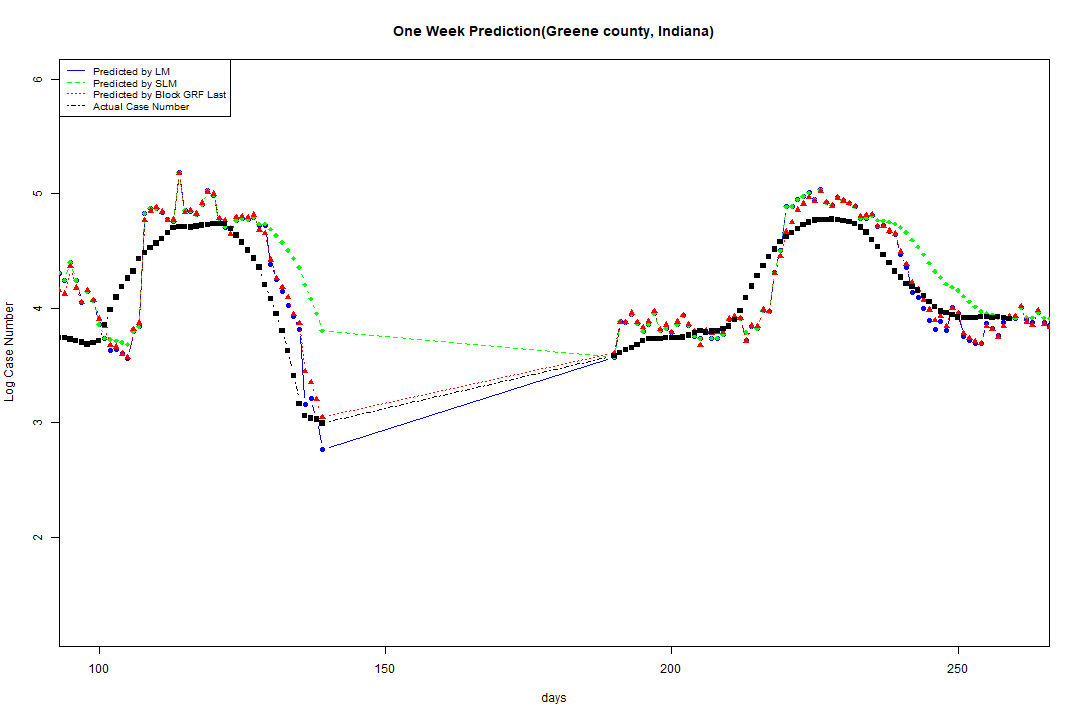 One Week Prediction(Greene county, Indiana)
Predicted by LM
Predicted by SLM
Predicted by Block GRF Last
Actual Case Number
6
5
4
3
2
Log Case Number
100 150 200 250
days